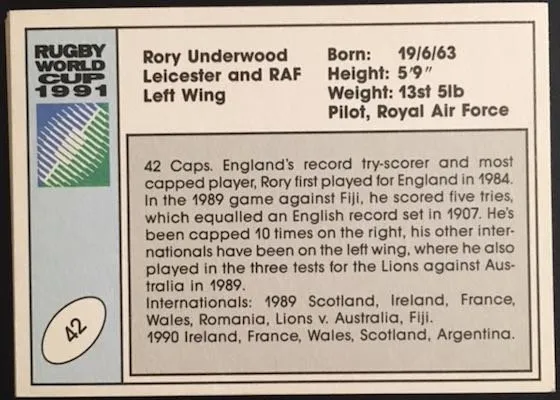 RUGBY
WORLD
CUP
1991
Rory Underwood
Leicester and RAF
Left Wing
Born: 19/6/63
Height: 5'9"
Weight: 13st 5lb
Pilot, Royal Air Force
42 Caps. England's record try-scorer and most
capped player, Rory first played for England in 1984.
In the 1989 game against Fiji, he scored five tries,
which equalled an English record set in 1907. He's
been capped 10 times on the right, his other inter-
nationals have been on the left wing, where he also
played in the three tests for the Lions against Aus-
tralia in 1989.
Internationals: 1989 Scotland, Ireland, France,
Wales, Romania, Lions v. Australia, Fiji.
1990 Ireland, France, Wales, Scotland, Argentina.
42